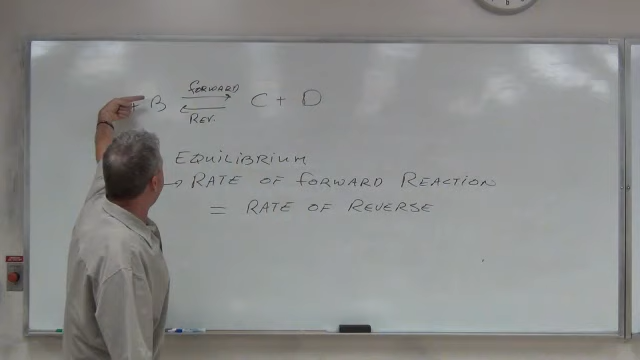 forward
+ B ⇌ C + D
Rev.
EQUILIBRIUM
→ RATE OF fORWARD REACTION
= RATE OF REVERSE